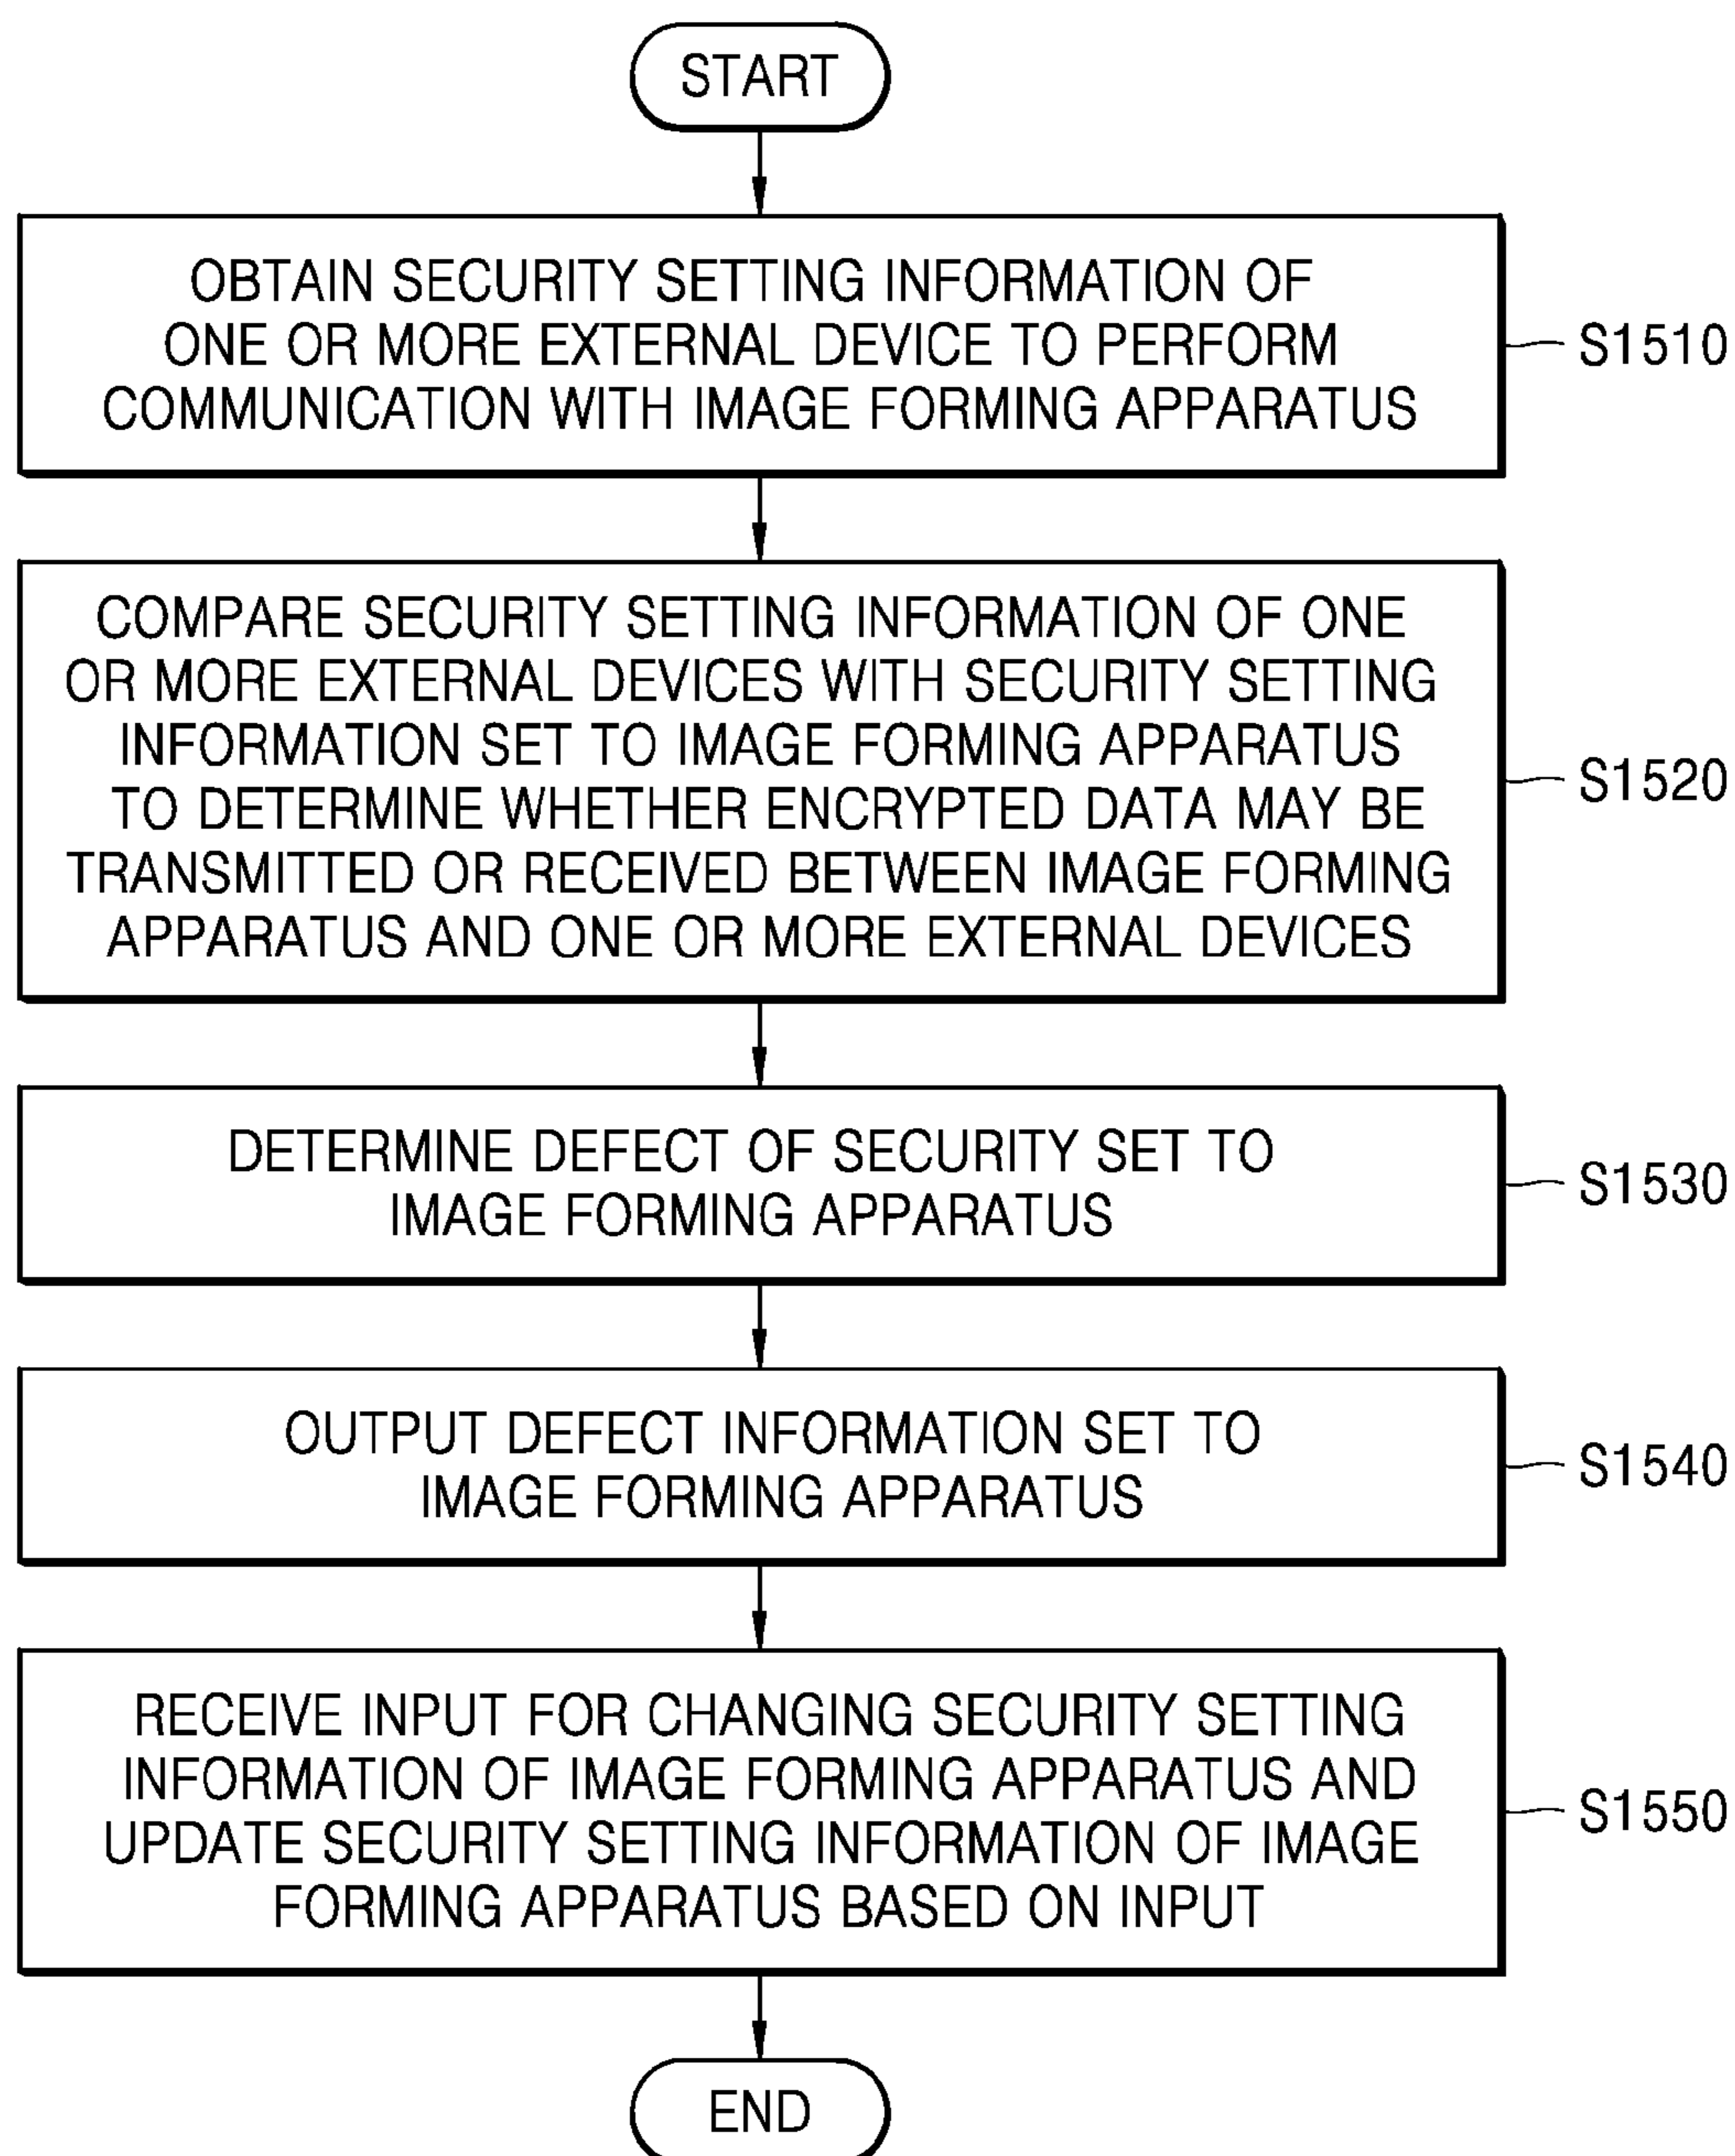 START
OBTAIN SECURITY SETTING INFORMATION OF
ONE OR MORE EXTERNAL DEVICE TO PERFORM
COMMUNICATION WITH IMAGE FORMING APPARATUS
S1510
COMPARE SECURITY SETTING INFORMATION OF ONE
OR MORE EXTERNAL DEVICES WITH SECURITY SETTING
INFORMATION SET TO IMAGE FORMING APPARATUS
TO DETERMINE WHETHER ENCRYPTED DATA MAY BE
TRANSMITTED OR RECEIVED BETWEEN IMAGE FORMING
APPARATUS AND ONE OR MORE EXTERNAL DEVICES
S1520
DETERMINE DEFECT OF SECURITY SET TO
IMAGE FORMING APPARATUS
S1530
OUTPUT DEFECT INFORMATION SET TO
IMAGE FORMING APPARATUS
S1540
RECEIVE INPUT FOR CHANGING SECURITY SETTING
INFORMATION OF IMAGE FORMING APPARATUS AND
UPDATE SECURITY SETTING INFORMATION OF IMAGE
FORMING APPARATUS BASED ON INPUT
S1550
END